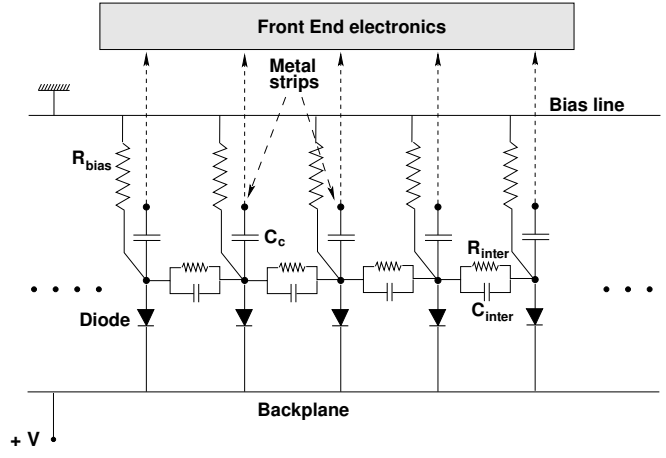 Front End electronics
Metal
strips
Bias line
R_bias
C_c
R_inter
C_inter
Diode
Backplane
+ V